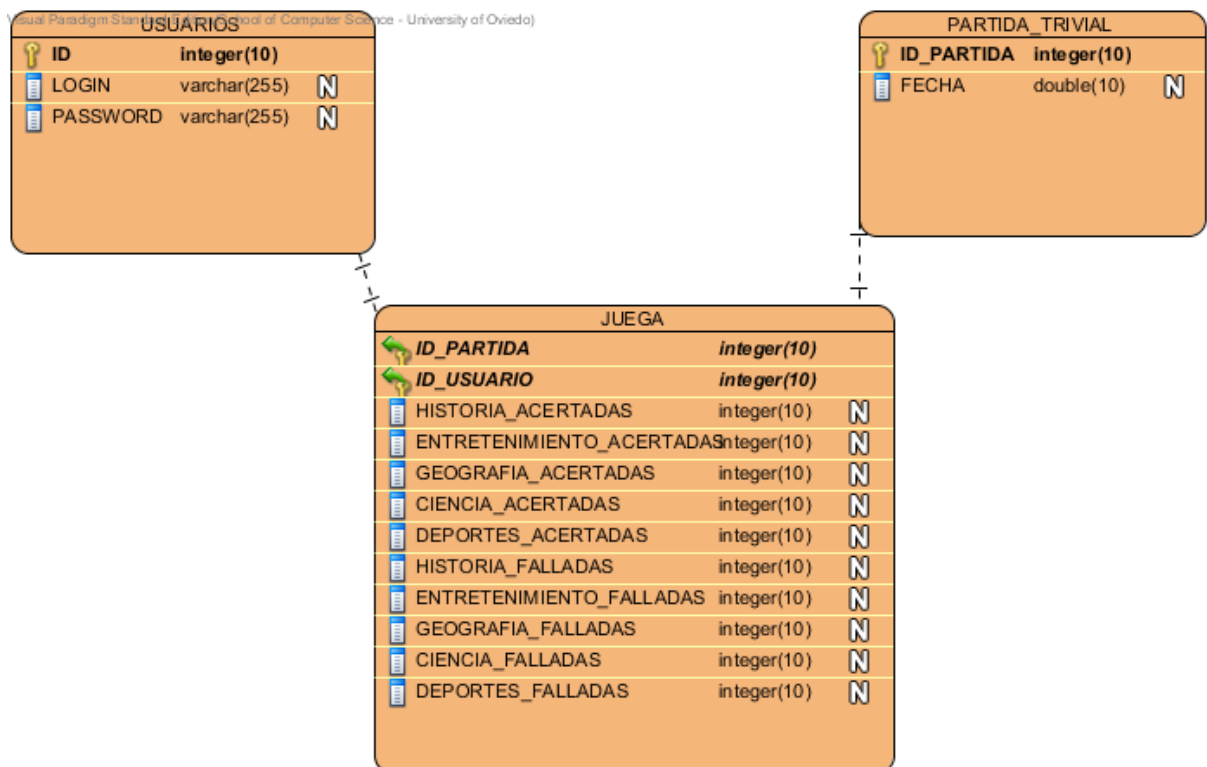 Visual Paradigm Standard Edition(School of Computer Science - University of Oviedo)
USUARIOS
ID integer(10)
LOGIN varchar(255) N
PASSWORD varchar(255) N
PARTIDA_TRIVIAL
ID_PARTIDA integer(10)
FECHA double(10) N
JUEGA
ID_PARTIDA integer(10)
ID_USUARIO integer(10)
HISTORIA_ACERTADAS integer(10) N
ENTRETENIMIENTO_ACERTADAS integer(10) N
GEOGRAFIA_ACERTADAS integer(10) N
CIENCIA_ACERTADAS integer(10) N
DEPORTES_ACERTADAS integer(10) N
HISTORIA_FALLADAS integer(10) N
ENTRETENIMIENTO_FALLADAS integer(10) N
GEOGRAFIA_FALLADAS integer(10) N
CIENCIA_FALLADAS integer(10) N
DEPORTES_FALLADAS integer(10) N